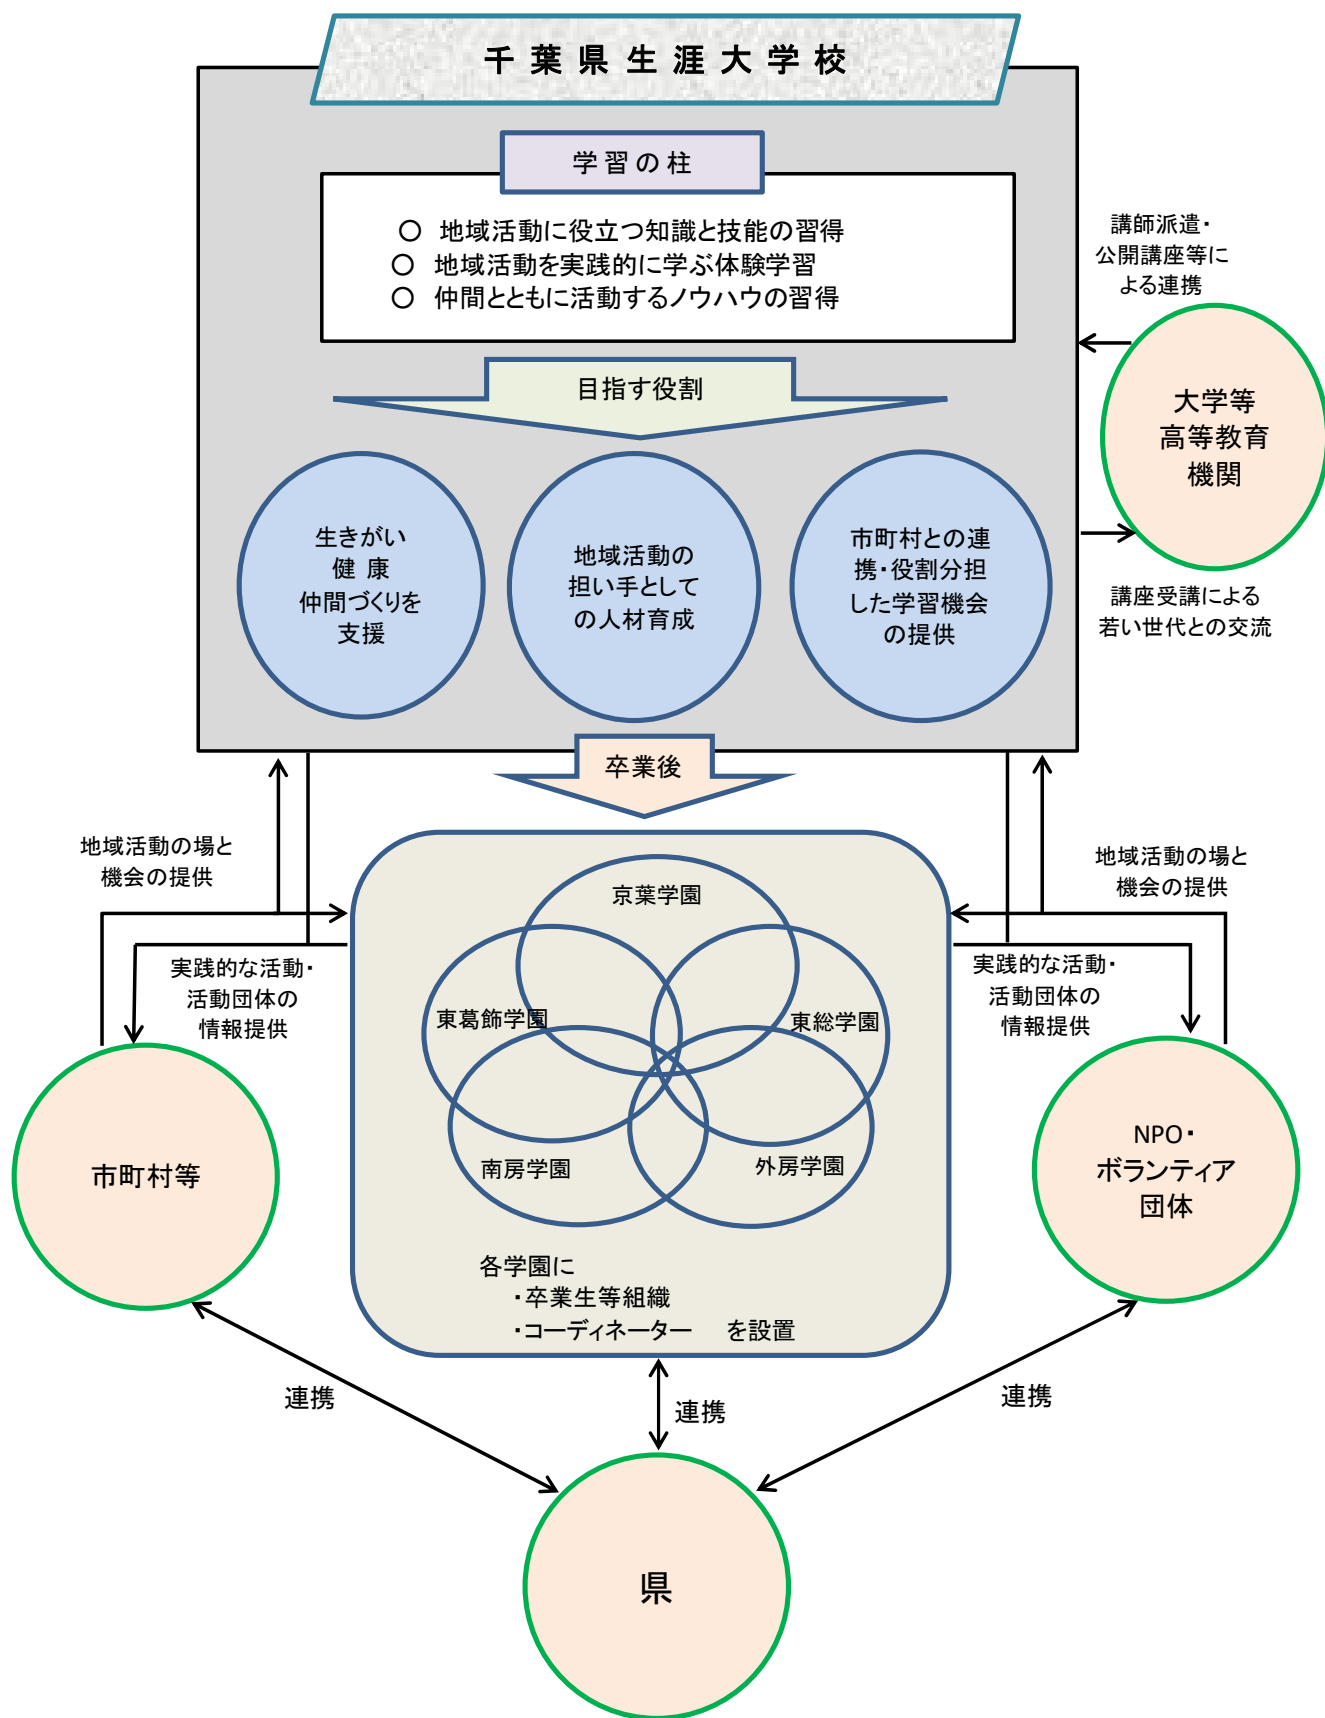 千葉県生涯大学校
学習の柱
○ 地域活動に役立つ知識と技能の習得
○ 地域活動を実践的に学ぶ体験学習
○ 仲間とともに活動するノウハウの習得
講師派遣・
公開講座等に
よる連携
目指す役割
大学等
高等教育
機関
生きがい
健 康
仲間づくりを
支援
地域活動の
担い手として
の人材育成
市町村との連
携・役割分担
した学習機会
の提供
講座受講による
若い世代との交流
卒業後
地域活動の場と
機会の提供
地域活動の場と
機会の提供
実践的な活動・
活動団体の
情報提供
実践的な活動・
活動団体の
情報提供
京葉学園
東葛飾学園
東総学園
南房学園
外房学園
市町村等
NPO・
ボランティア
団体
各学園に
・卒業生等組織
・コーディネーター を設置
連携
連携
連携
県